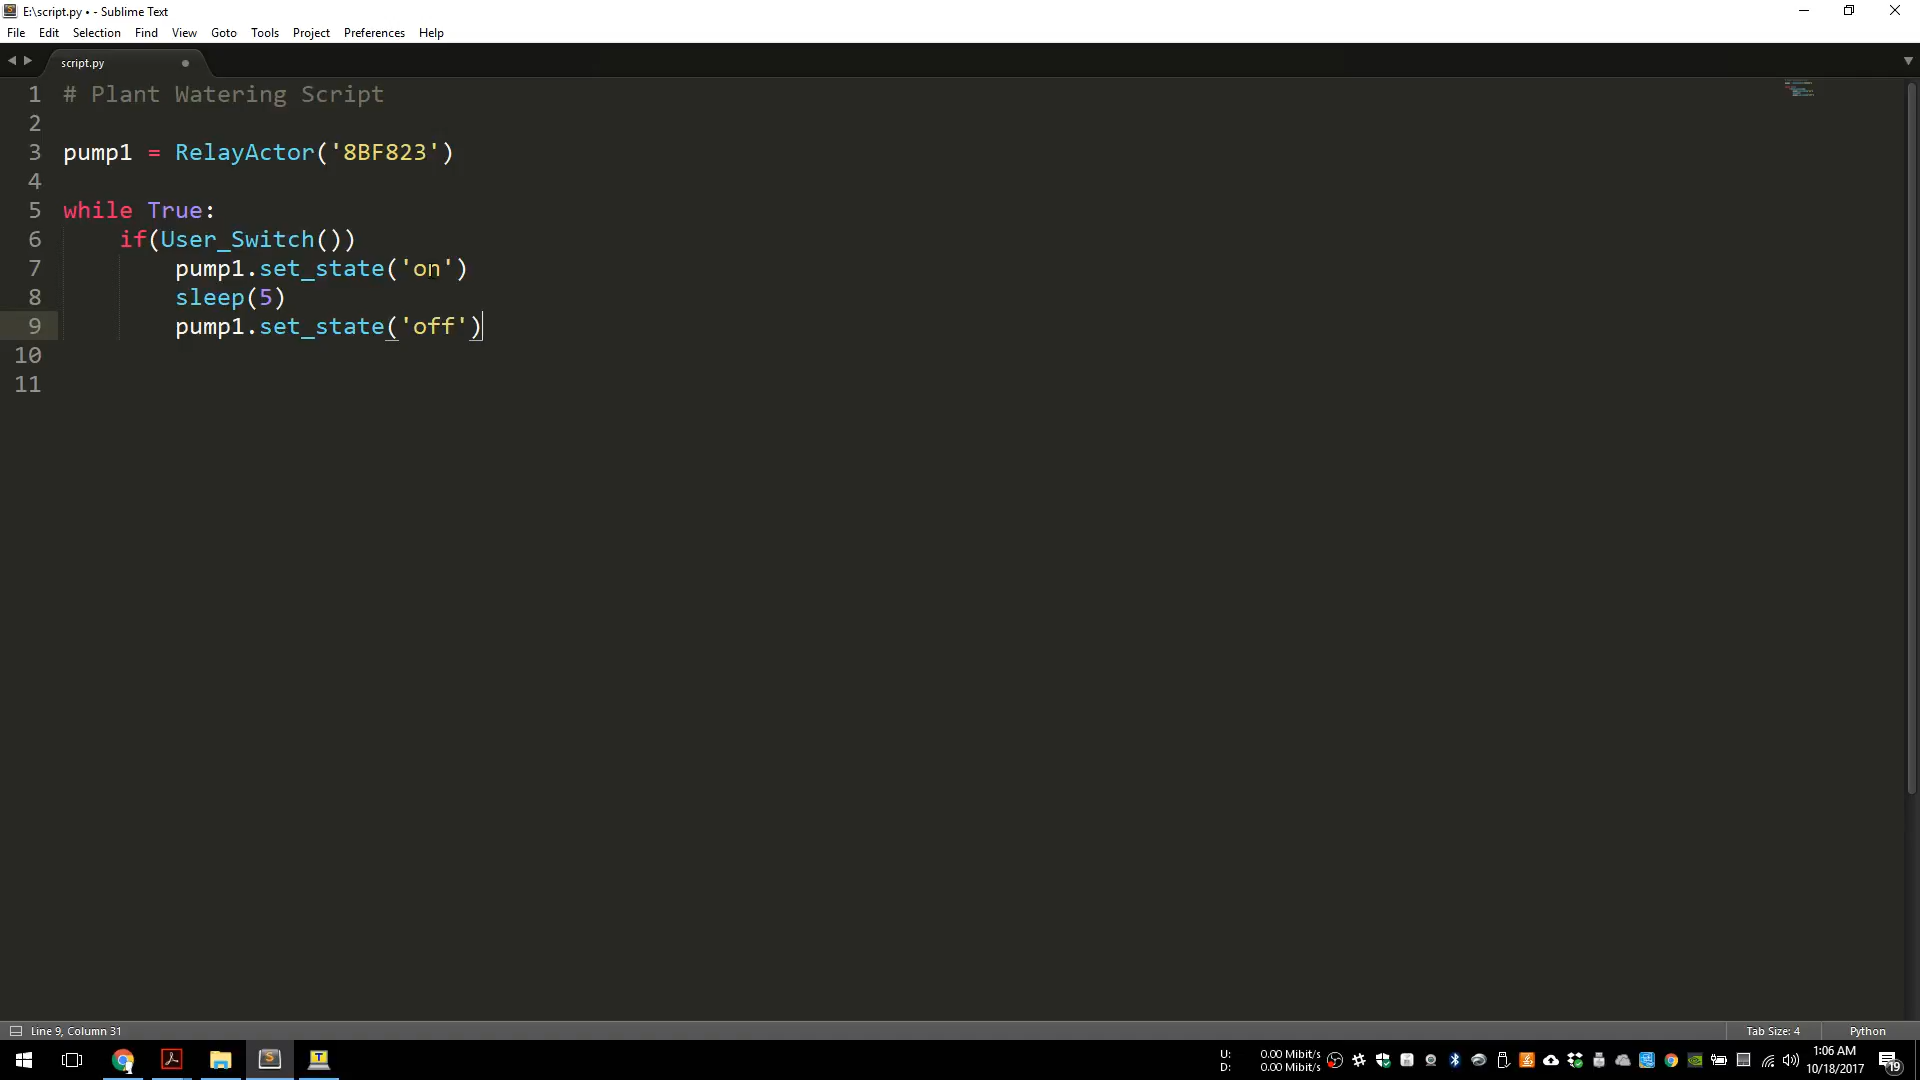 E:\script.py • - Sublime Text
File Edit Selection Find View Goto Tools Project Preferences Help
script.py
1 # Plant Watering Script
2
3 pump1 = RelayActor('8BF823')
4
5 while True:
6     if(User_Switch())
7         pump1.set_state('on')
8         sleep(5)
9         pump1.set_state('off')
10
11
Line 9, Column 31 Tab Size: 4 Python
U: 0.00 Mibit/s
D: 0.00 Mibit/s
1:06 AM
10/18/2017
19